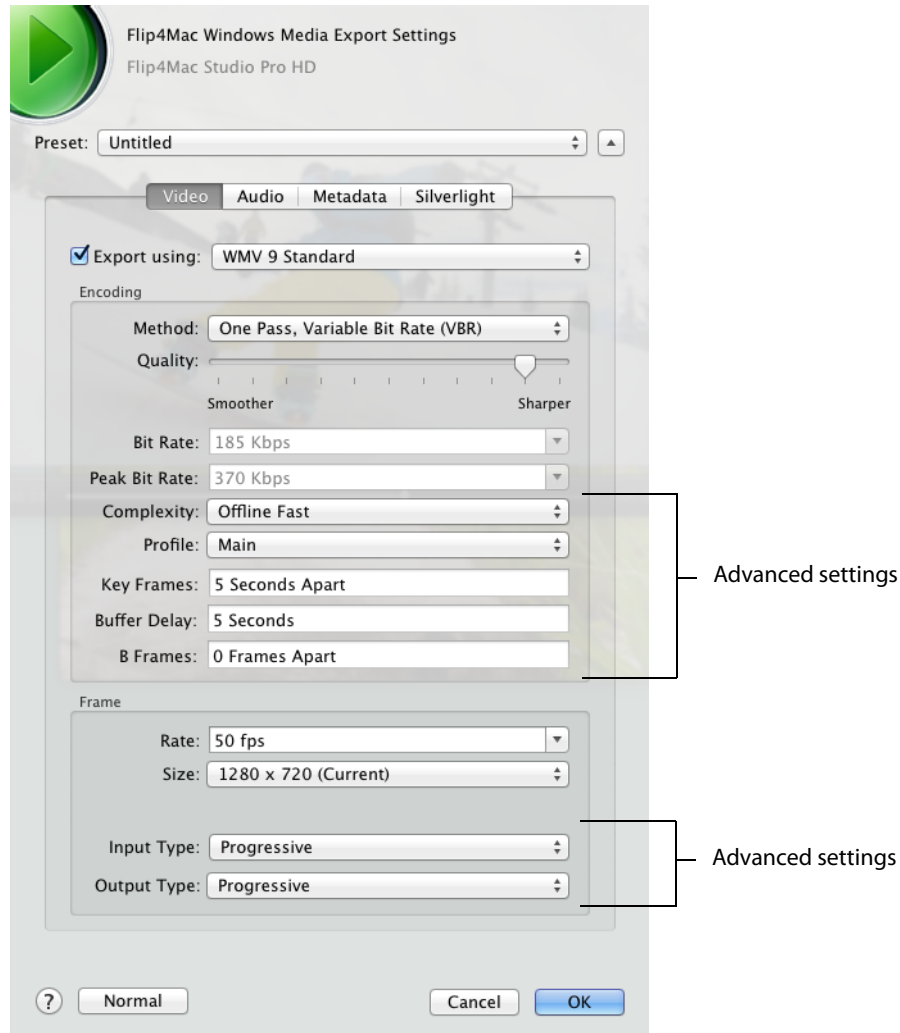 Flip4Mac Windows Media Export Settings
Flip4Mac Studio Pro HD
Preset: Untitled
Video Audio Metadata Silverlight
Export using: WMV 9 Standard
Encoding
Method: One Pass, Variable Bit Rate (VBR)
Quality:
Smoother Sharper
Bit Rate: 185 Kbps
Peak Bit Rate: 370 Kbps
Complexity: Offline Fast
Profile: Main
Key Frames: 5 Seconds Apart
Advanced settings
Buffer Delay: 5 Seconds
B Frames: 0 Frames Apart
Frame
Rate: 50 fps
Size: 1280 x 720 (Current)
Input Type: Progressive
Advanced settings
Output Type: Progressive
? Normal Cancel OK